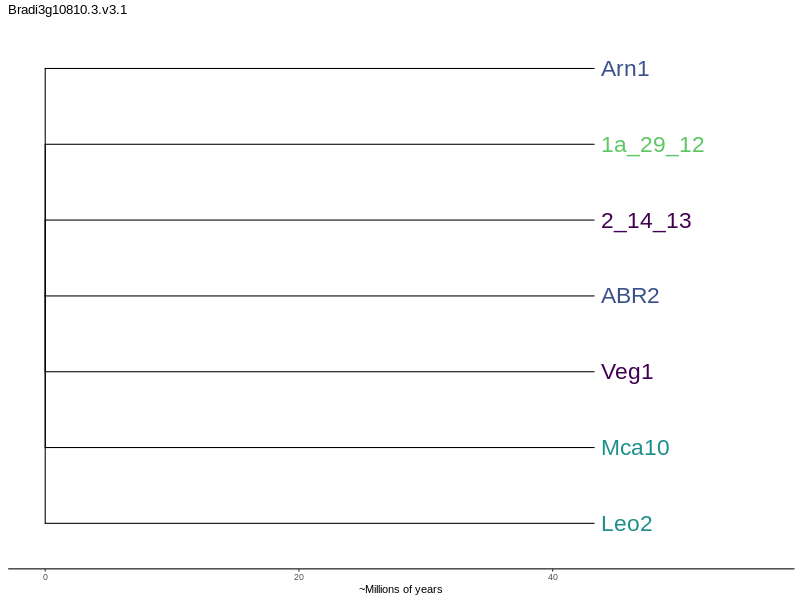 Bradi3g10810.3.v3.1
Arn1
1a_29_12
2_14_13
ABR2
Veg1
Mca10
Leo2
0 20 40
~Millions of years